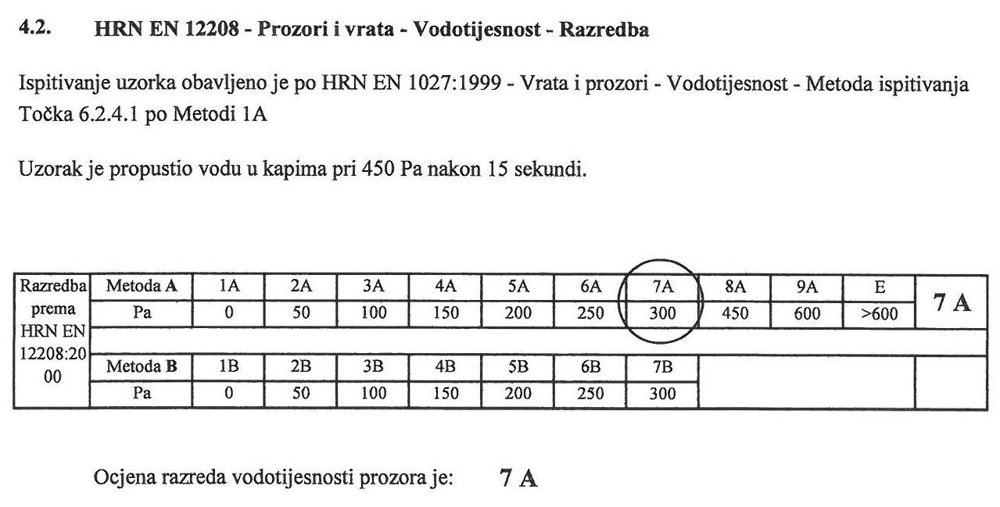 4.2. HRN EN 12208 - Prozori i vrata - Vodotijesnost - Razredba
Ispitivanje uzorka obavljeno je po HRN EN 1027:1999 - Vrata i prozori - Vodotijesnost - Metoda ispitivanja
Točka 6.2.4.1 po Metodi 1A
Uzorak je propustio vodu u kapima pri 450 Pa nakon 15 sekundi.
Razredba prema HRN EN 12208:20 00
Metoda A 1A 2A 3A 4A 5A 6A 7A 8A 9A E 7 A
Pa 0 50 100 150 200 250 300 450 600 >600
Metoda B 1B 2B 3B 4B 5B 6B 7B
Pa 0 50 100 150 200 250 300
Ocjena razreda vodotijesnosti prozora je: 7 A